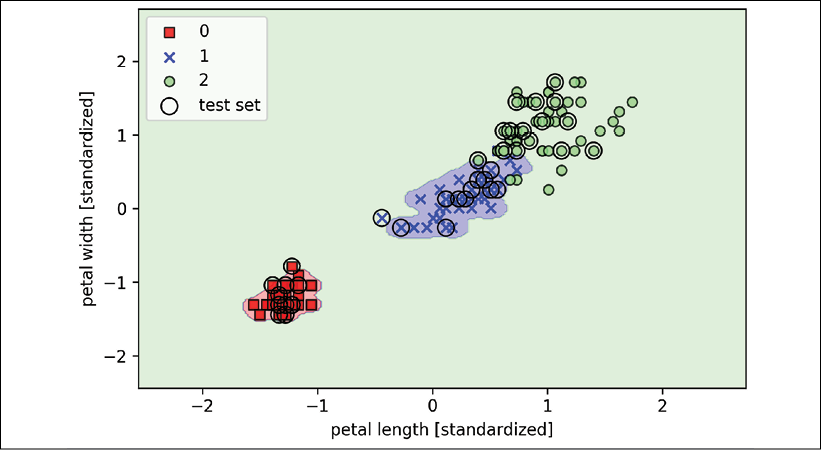 0
1
2
test set
2
1
0
−1
−2
petal width [standardized]
−2 −1 0 1 2
petal length [standardized]